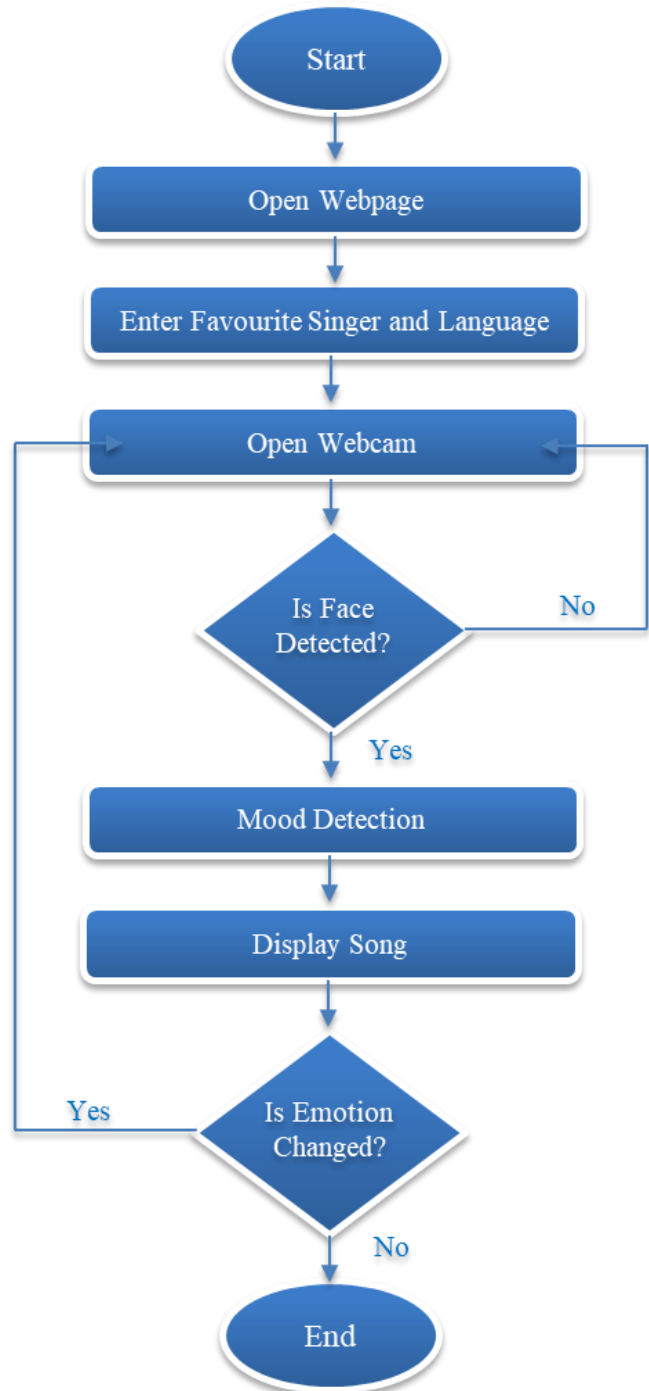 Start
Open Webpage
Enter Favourite Singer and Language
Open Webcam
Is Face
Detected?
No
Yes
Mood Detection
Display Song
Is Emotion
Changed?
Yes
No
End